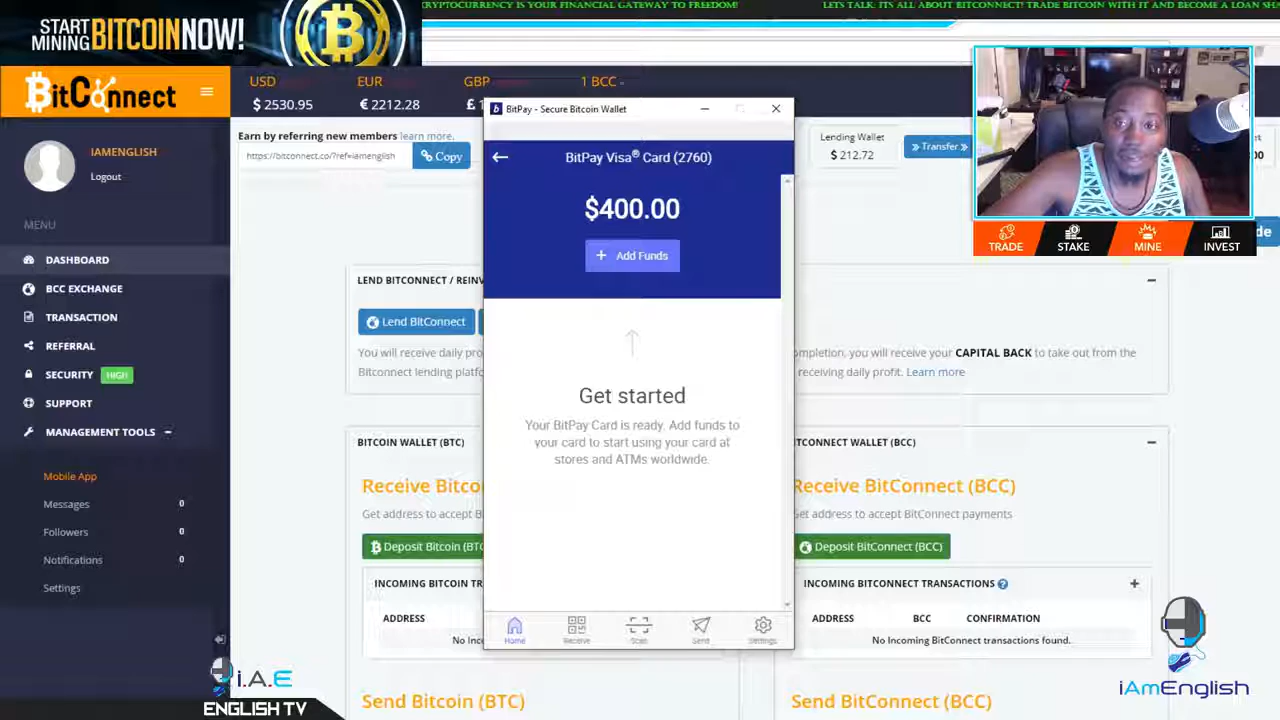 CRYPTOCURRENCY IS YOUR FINANCIAL GATEWAY TO FREEDOM!
LETS TALK: ITS ALL ABOUT BITCONNECT! TRADE BITCOIN WITH IT AND BECOME A LOAN
START
MINING BITCOIN NOW!
BitConnect
USD
EUR
GBP
1 BCC -
$ 2530.95
€ 2212.28
Earn by referring new members learn more.
https://bitconnect.co/?ref=iamenglish
Copy
Lending Wallet
$ 212.72
Transfer
TRADE
STAKE
MINE
INVEST
IAMENGLISH
Logout
MENU
DASHBOARD
BCC EXCHANGE
TRANSACTION
REFERRAL
SECURITY HIGH
SUPPORT
MANAGEMENT TOOLS
Mobile App
Messages 0
Followers 0
Notifications 0
Settings
BitPay - Secure Bitcoin Wallet
BitPay Visa® Card (2760)
$400.00
+ Add Funds
Get started
Your BitPay Card is ready. Add funds to
your card to start using your card at
stores and ATMs worldwide.
Home
Receive
Scan
Send
Settings
LEND BITCONNECT /
Lend BitConnect
You will receive daily
CAPITAL BACK to take out from the
completion, you will receive your
Bitconnect lending
receiving daily profit. Learn more
BITCOIN WALLET (BTC)
Receive
Get address to accept
Deposit Bitcoin
INCOMING BITCOIN
ADDRESS
Send Bitcoin (BTC)
WALLET (BCC)
Receive BitConnect (BCC)
Get address to accept BitConnect payments
Deposit BitConnect (BCC)
INCOMING BITCONNECT TRANSACTIONS
ADDRESS
BCC
CONFIRMATION
No Incoming BitConnect transactions found.
Send BitConnect (BCC)
i.A.E
ENGLISH TV
iAmEnglish